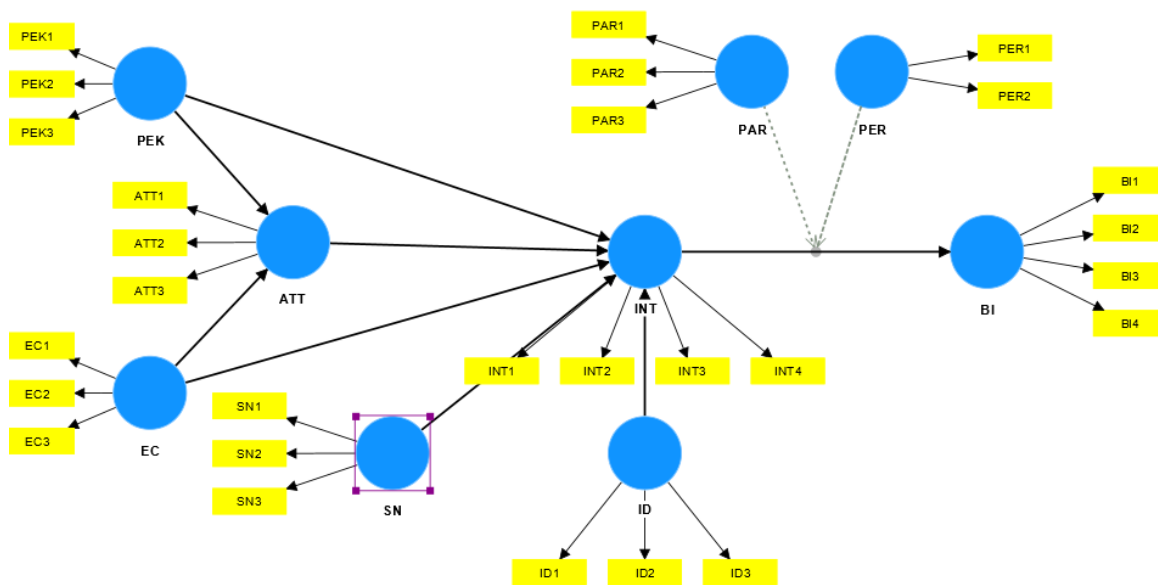 PEK1
PEK2
PEK3
PEK
PAR1
PAR2
PAR3
PAR
PER
PER1
PER2
ATT1
ATT2
ATT3
ATT
INT
BI1
BI2
BI3
BI4
BI
EC1
EC2
EC3
EC
INT1
INT2
INT3
INT4
SN1
SN2
SN3
SN
ID
ID1
ID2
ID3